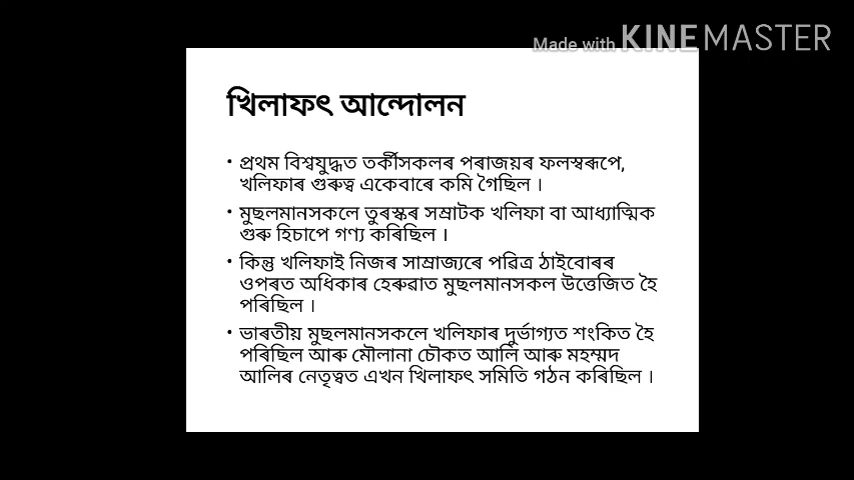 Made with KINEMASTER
খিলাফৎ আন্দোলন
• প্ৰথম বিশ্বযুদ্ধত তৰ্কীসকলৰ পৰাজয়ৰ ফলস্বৰূপে,
খলিফাৰ গুৰুত্ব একেবাৰে কমি গৈছিল ।
• মুছলমানসকলে তুৰস্কৰ সম্ৰাটক খলিফা বা আধ্যাত্মিক
গুৰু হিচাপে গণ্য কৰিছিল ।
• কিন্তু খলিফাই নিজৰ সাম্ৰাজ্যৰে পৱিত্ৰ ঠাইবোৰৰ
ওপৰত অধিকাৰ হেৰুৱাত মুছলমানসকল উত্তেজিত হৈ
পৰিছিল ।
• ভাৰতীয় মুছলমানসকলে খলিফাৰ দুৰ্ভাগ্যত শংকিত হৈ
পৰিছিল আৰু মৌলানা চৌকত আলি আৰু মহম্মদ
আলিৰ নেতৃত্বত এখন খিলাফৎ সমিতি গঠন কৰিছিল ।